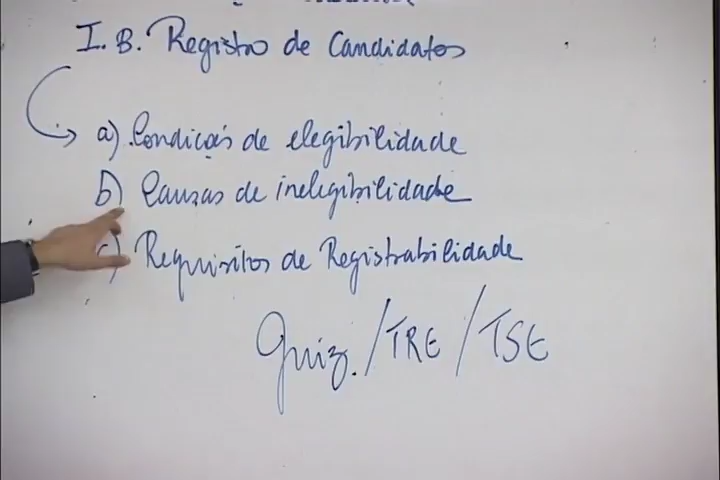 I.B. Registro de Candidatos
a) Condições de elegibilidade
b) Causas de inelegibilidade
c) Requisitos de Registrabilidade
Juiz. / TRE / TSE